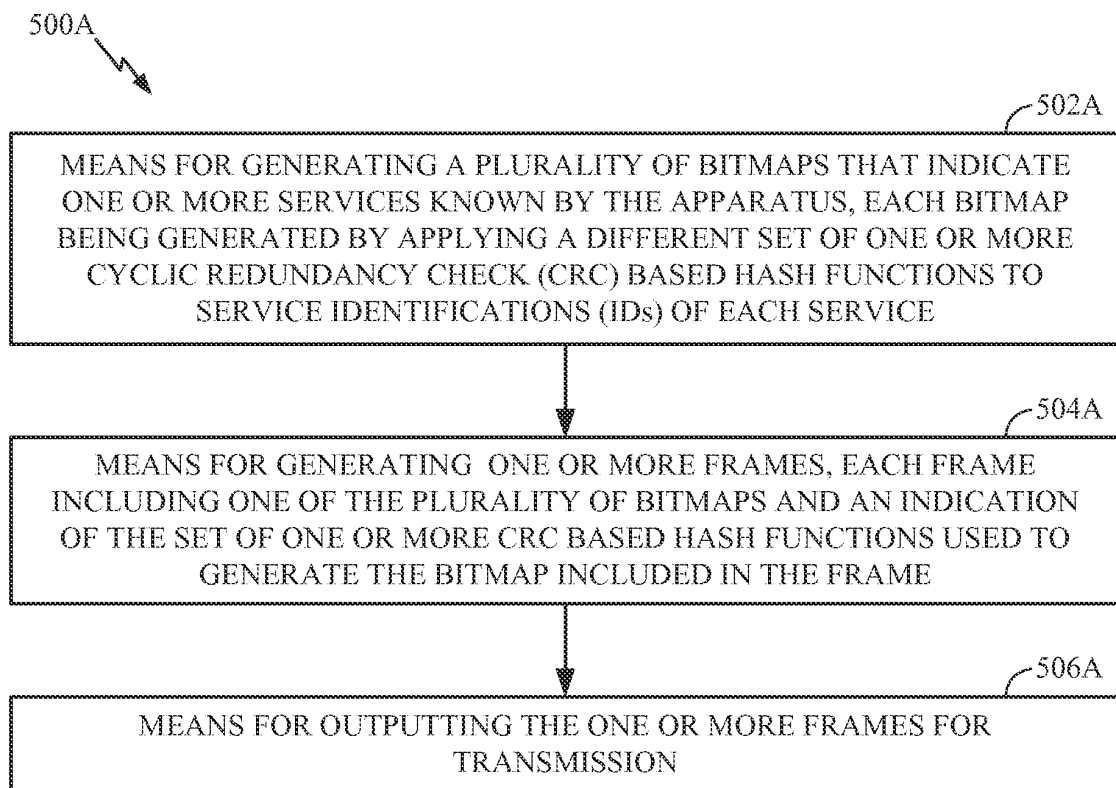 500A
502A
MEANS FOR GENERATING A PLURALITY OF BITMAPS THAT INDICATE
ONE OR MORE SERVICES KNOWN BY THE APPARATUS, EACH BITMAP
BEING GENERATED BY APPLYING A DIFFERENT SET OF ONE OR MORE
CYCLIC REDUNDANCY CHECK (CRC) BASED HASH FUNCTIONS TO
SERVICE IDENTIFICATIONS (IDs) OF EACH SERVICE
504A
MEANS FOR GENERATING ONE OR MORE FRAMES, EACH FRAME
INCLUDING ONE OF THE PLURALITY OF BITMAPS AND AN INDICATION
OF THE SET OF ONE OR MORE CRC BASED HASH FUNCTIONS USED TO
GENERATE THE BITMAP INCLUDED IN THE FRAME
506A
MEANS FOR OUTPUTTING THE ONE OR MORE FRAMES FOR
TRANSMISSION